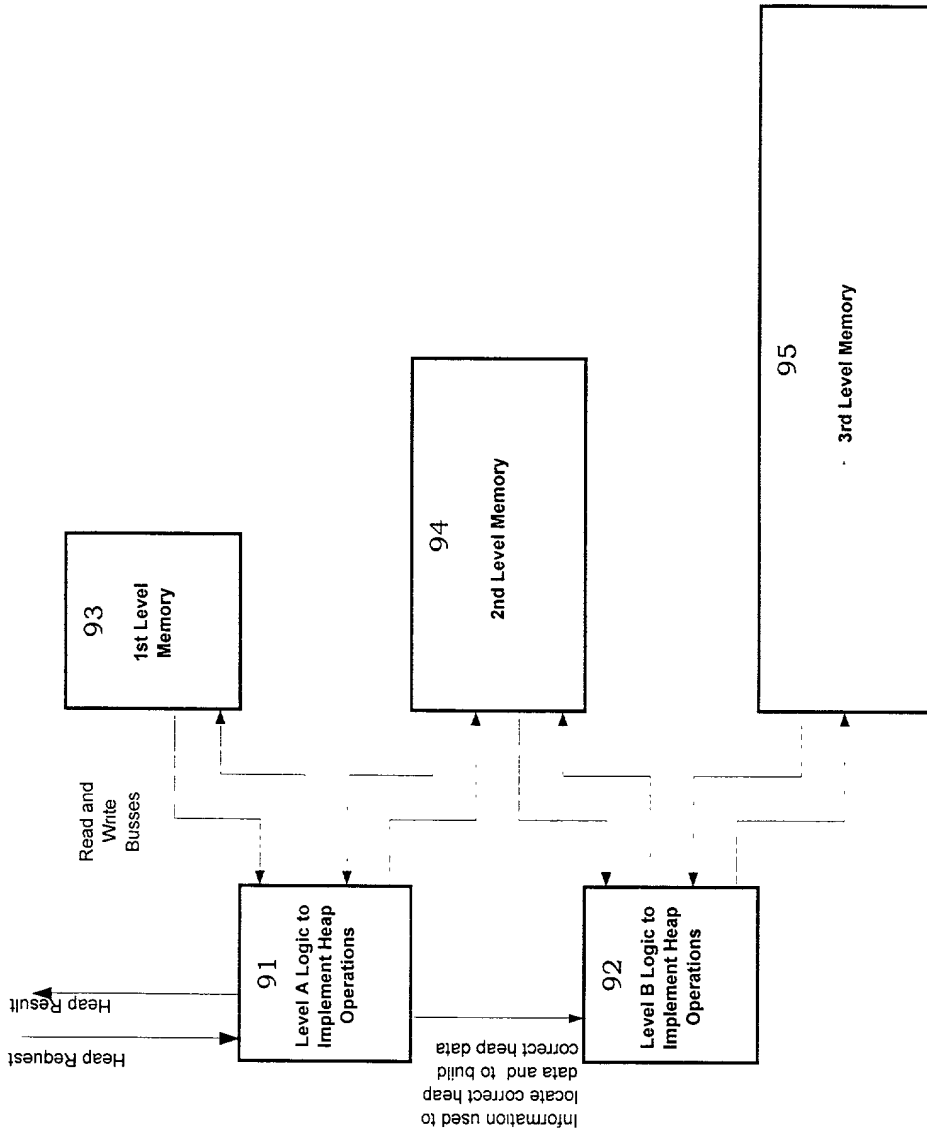 Heap Request
Heap Result
91
Level A Logic to
Implement Heap
Operations
Read and
Write
Busses
93
1st Level
Memory
Information used to
locate correct heap
data and to build
correct heap data
92
Level B Logic to
Implement Heap
Operations
94
2nd Level Memory
95
3rd Level Memory